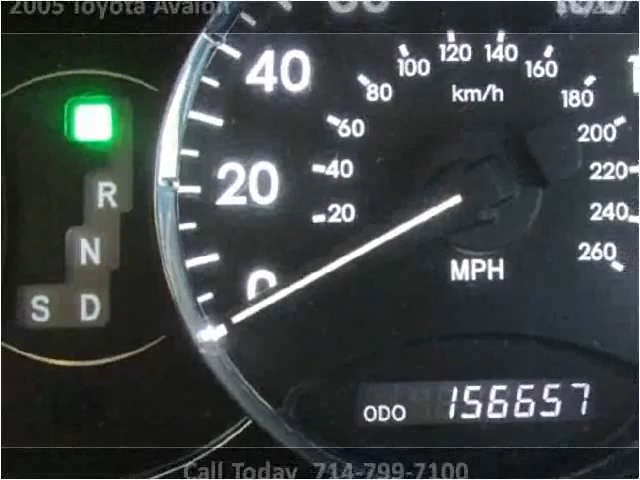 2005 Toyota Avalon
40
100 120 140 160
80 km/h 180
60 200
40 220
R 20
20 240
N 260
0 MPH
S D
ODO 156657
Call Today 714-799-7100